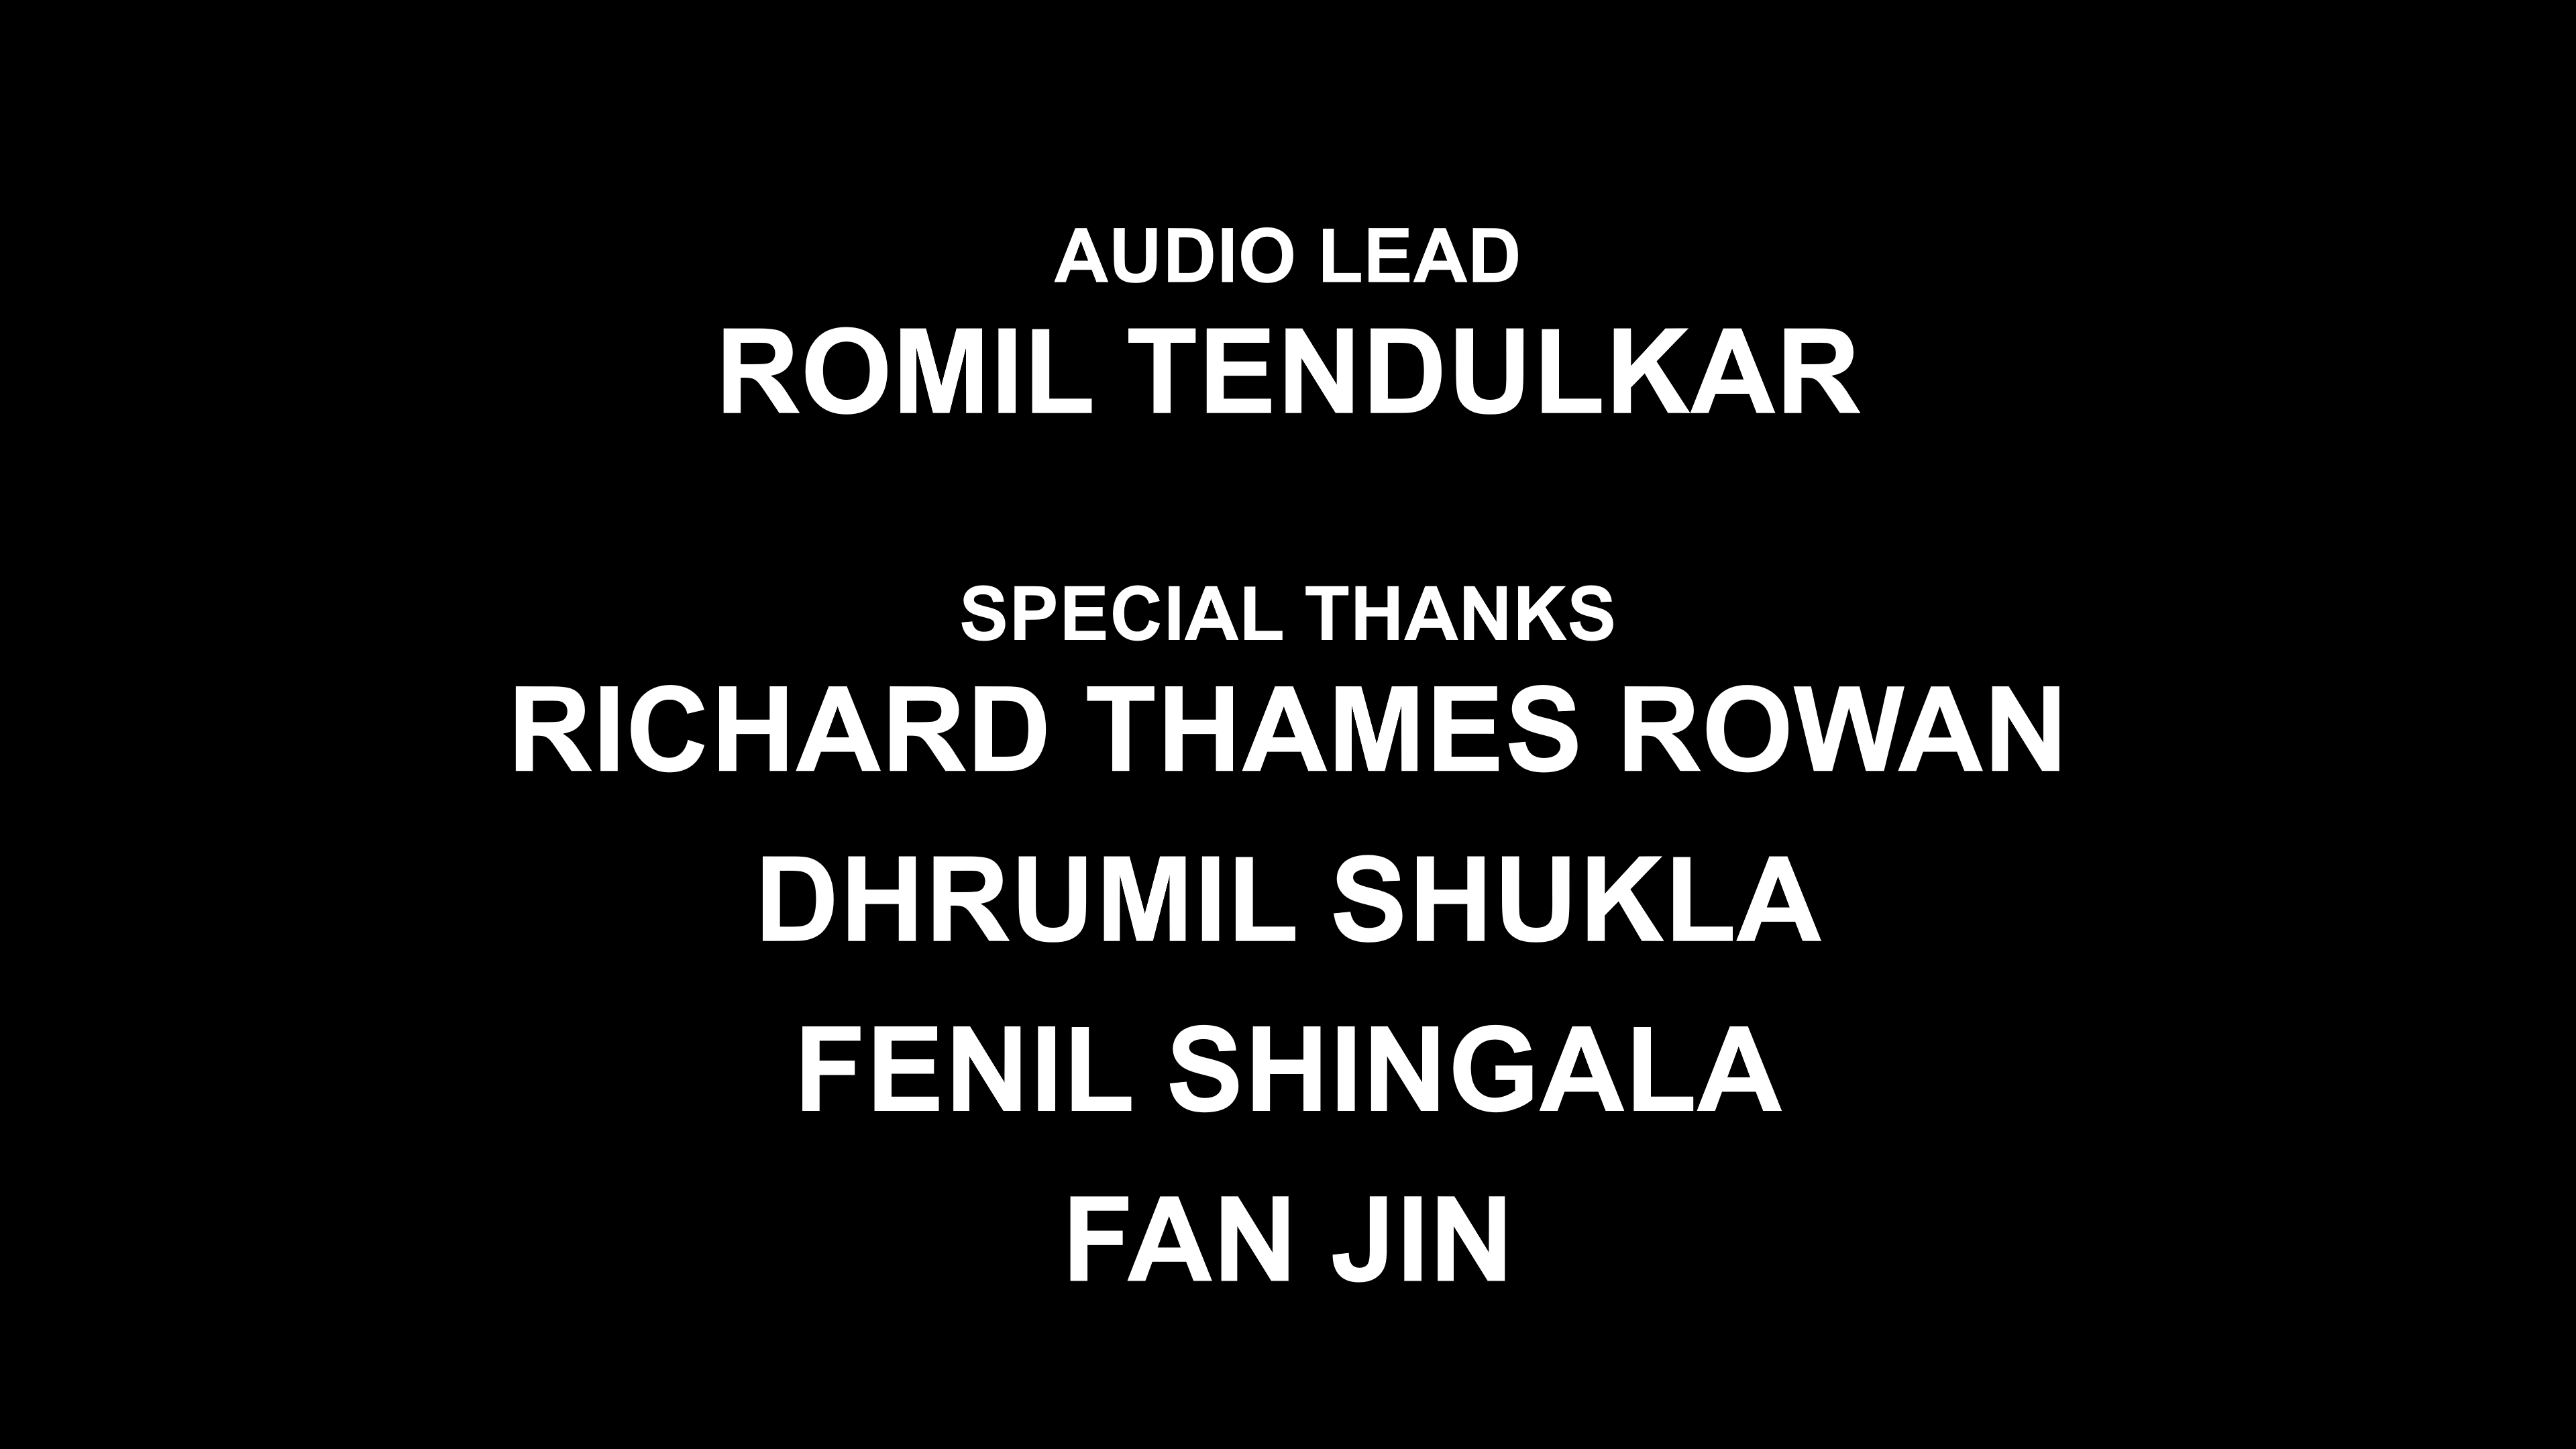 AUDIO LEAD
ROMIL TENDULKAR
SPECIAL THANKS
RICHARD THAMES ROWAN
DHRUMIL SHUKLA
FENIL SHINGALA
FAN JIN